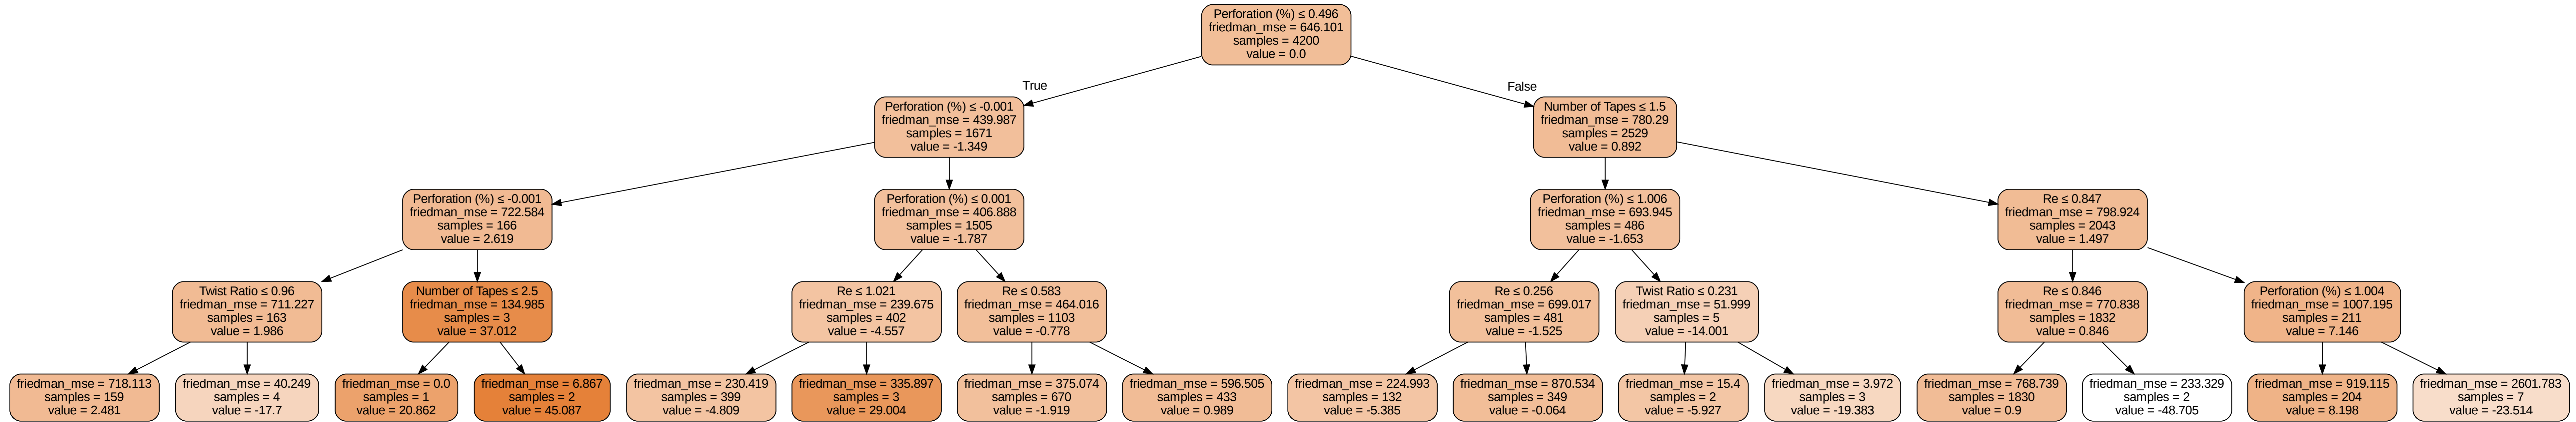 Perforation (%) ≤ 0.496
friedman_mse = 646.101
samples = 4200
value = 0.0
True
False
Perforation (%) ≤ -0.001
friedman_mse = 439.987
samples = 1671
value = -1.349
Number of Tapes ≤ 1.5
friedman_mse = 780.29
samples = 2529
value = 0.892
Perforation (%) ≤ -0.001
friedman_mse = 722.584
samples = 166
value = 2.619
Perforation (%) ≤ 0.001
friedman_mse = 406.888
samples = 1505
value = -1.787
Perforation (%) ≤ 1.006
friedman_mse = 693.945
samples = 486
value = -1.653
Re ≤ 0.847
friedman_mse = 798.924
samples = 2043
value = 1.497
Twist Ratio ≤ 0.96
friedman_mse = 711.227
samples = 163
value = 1.986
Number of Tapes ≤ 2.5
friedman_mse = 134.985
samples = 3
value = 37.012
Re ≤ 1.021
friedman_mse = 239.675
samples = 402
value = -4.557
Re ≤ 0.583
friedman_mse = 464.016
samples = 1103
value = -0.778
Re ≤ 0.256
friedman_mse = 699.017
samples = 481
value = -1.525
Twist Ratio ≤ 0.231
friedman_mse = 51.999
samples = 5
value = -14.001
Re ≤ 0.846
friedman_mse = 770.838
samples = 1832
value = 0.846
Perforation (%) ≤ 1.004
friedman_mse = 1007.195
samples = 211
value = 7.146
friedman_mse = 718.113
samples = 159
value = 2.481
friedman_mse = 40.249
samples = 4
value = -17.7
friedman_mse = 0.0
samples = 1
value = 20.862
friedman_mse = 6.867
samples = 2
value = 45.087
friedman_mse = 230.419
samples = 399
value = -4.809
friedman_mse = 335.897
samples = 3
value = 29.004
friedman_mse = 375.074
samples = 670
value = -1.919
friedman_mse = 596.505
samples = 433
value = 0.989
friedman_mse = 224.993
samples = 132
value = -5.385
friedman_mse = 870.534
samples = 349
value = -0.064
friedman_mse = 15.4
samples = 2
value = -5.927
friedman_mse = 3.972
samples = 3
value = -19.383
friedman_mse = 768.739
samples = 1830
value = 0.9
friedman_mse = 233.329
samples = 2
value = -48.705
friedman_mse = 919.115
samples = 204
value = 8.198
friedman_mse = 2601.783
samples = 7
value = -23.514